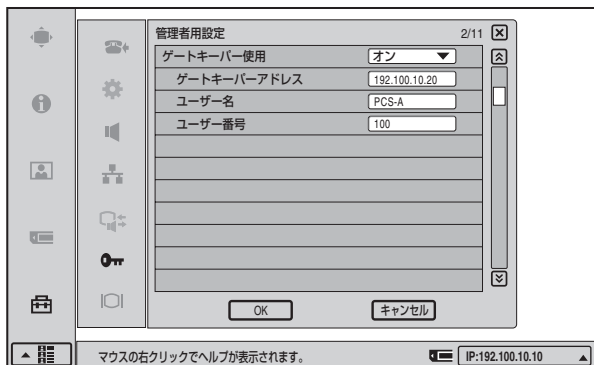 管理者用設定 2/11
ゲートキーパー使用 オン
ゲートキーパーアドレス 192.100.10.20
ユーザー名 PCS-A
ユーザー番号 100
OK キャンセル
マウスの右クリックでヘルプが表示されます。 IP:192.100.10.10